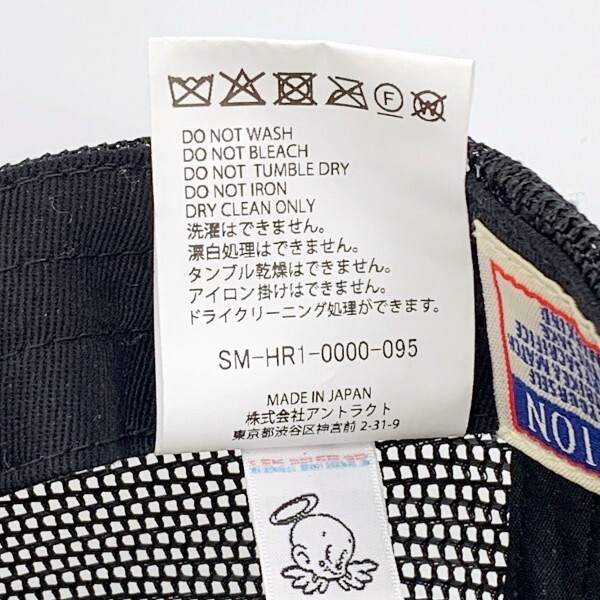 F
W
DO NOT WASH
DO NOT BLEACH
DO NOT TUMBLE DRY
DO NOT IRON
DRY CLEAN ONLY
洗濯はできません。
漂白処理はできません。
タンブル乾燥はできません。
アイロン掛けはできません。
ドライクリーニング処理ができます。
SM-HR1-0000-095
MADE IN JAPAN
株式会社アントラクト
東京都渋谷区神宮前 2-31-9
ION